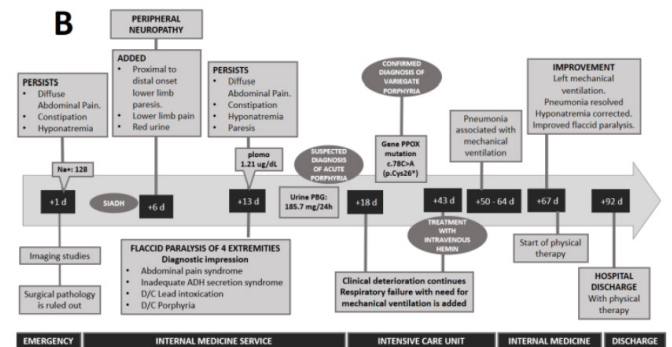 B
PERIPHERAL
NEUROPATHY
PERSISTS
• Diffuse
Abdominal Pain.
• Constipation
• Hyponatremia
ADDED
• Proximal to
distal onset
lower limb
paresis.
• Lower limb pain
• Red urine
PERSISTS
• Diffuse
Abdominal Pain.
• Constipation
• Hyponatremia
• Paresis
CONFIRMED
DIAGNOSIS OF
VARIEGATE
PORPHYRIA
IMPROVEMENT
Left mechanical
ventilation.
Pneumonia resolved
Hyponatremia corrected.
Improved flaccid paralysis.
Na+: 128
plomo
1.21 ug/dL
SUSPECTED
DIAGNOSIS
OF ACUTE
PORPHYRIA
Gene PPOX
mutation
c.78C>A
(p.Cys26*)
Pneumonia
associated with
mechanical
ventilation
+1 d
SIADH
+6 d
+13 d
Urine PBG:
185.7 mg/24h
+18 d
+43 d
+50 - 64 d
+67 d
+92 d
TREATMENT
WITH
INTRAVENOUS
HEMIN
Imaging studies
Surgical pathology
is ruled out
FLACCID PARALYSIS OF 4 EXTREMITIES
Diagnostic impression
• Abdominal pain syndrome
• Inadequate ADH secretion syndrome
• D/C Lead intoxication
• D/C Porphyria
Clinical deterioration continues
Respiratory failure with need for
mechanical ventilation is added
Start of physical
therapy
HOSPITAL
DISCHARGE
With physical
therapy
EMERGENCY
INTERNAL MEDICINE SERVICE
INTENSIVE CARE UNIT
INTERNAL MEDICINE
DISCHARGE